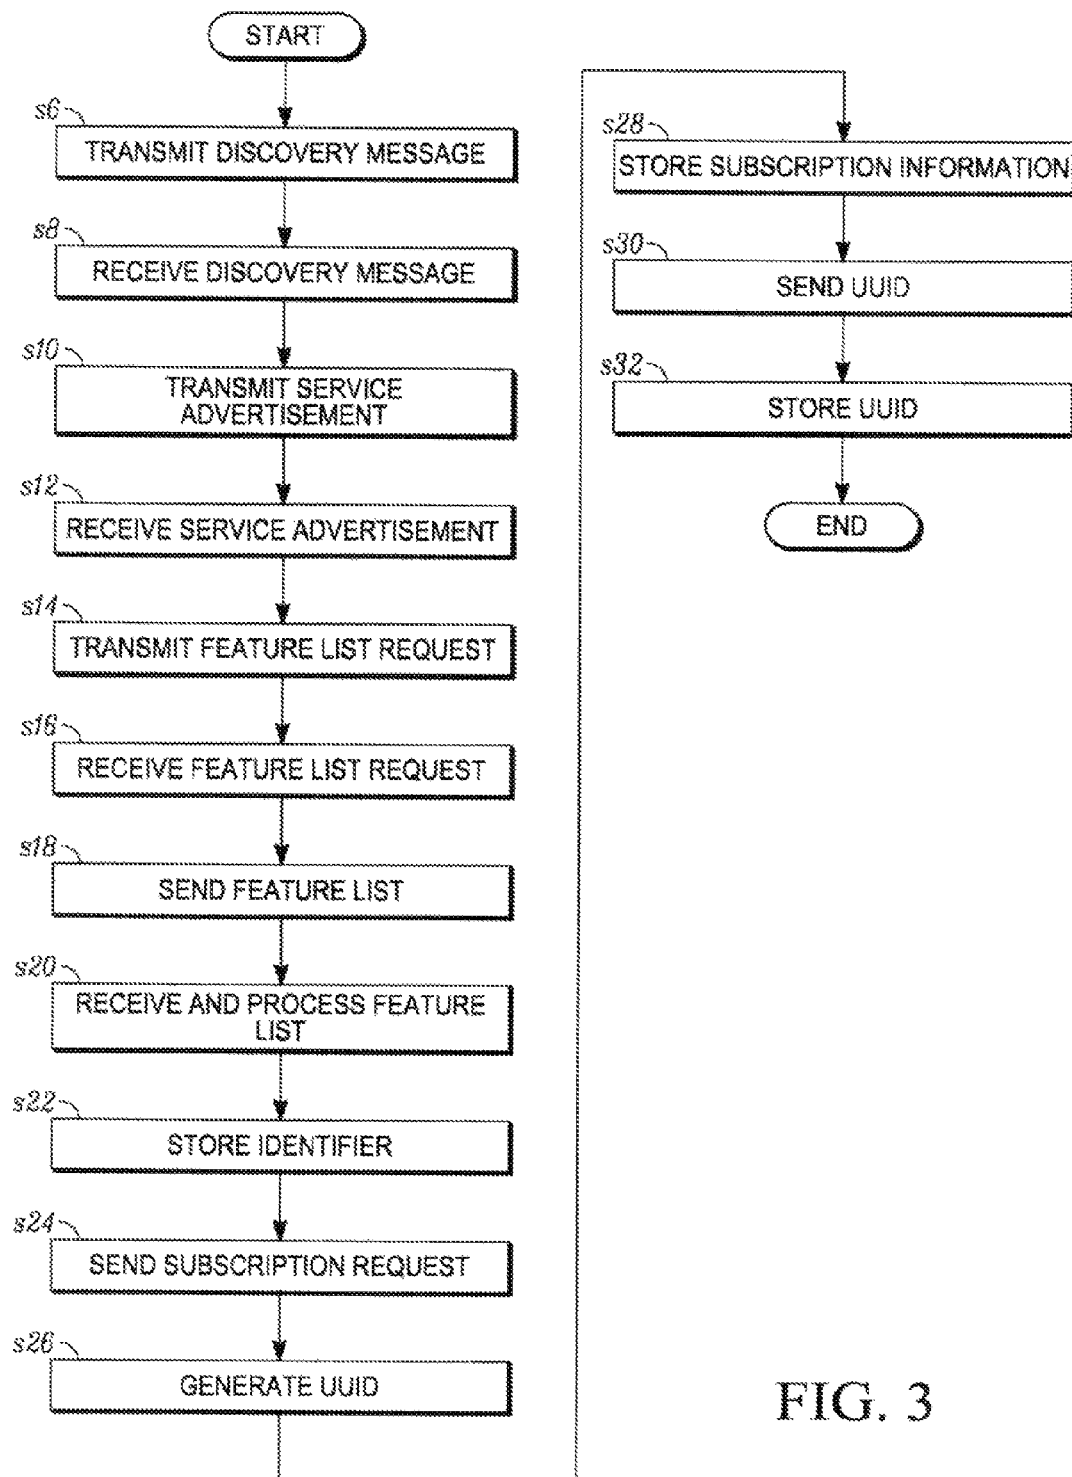 START
s6
TRANSMIT DISCOVERY MESSAGE
s8
RECEIVE DISCOVERY MESSAGE
s10
TRANSMIT SERVICE
ADVERTISEMENT
s12
RECEIVE SERVICE ADVERTISEMENT
s14
TRANSMIT FEATURE LIST REQUEST
s16
RECEIVE FEATURE LIST REQUEST
s18
SEND FEATURE LIST
s20
RECEIVE AND PROCESS FEATURE
LIST
s22
STORE IDENTIFIER
s24
SEND SUBSCRIPTION REQUEST
s26
GENERATE UUID
s28
STORE SUBSCRIPTION INFORMATION
s30
SEND UUID
s32
STORE UUID
END
FIG. 3